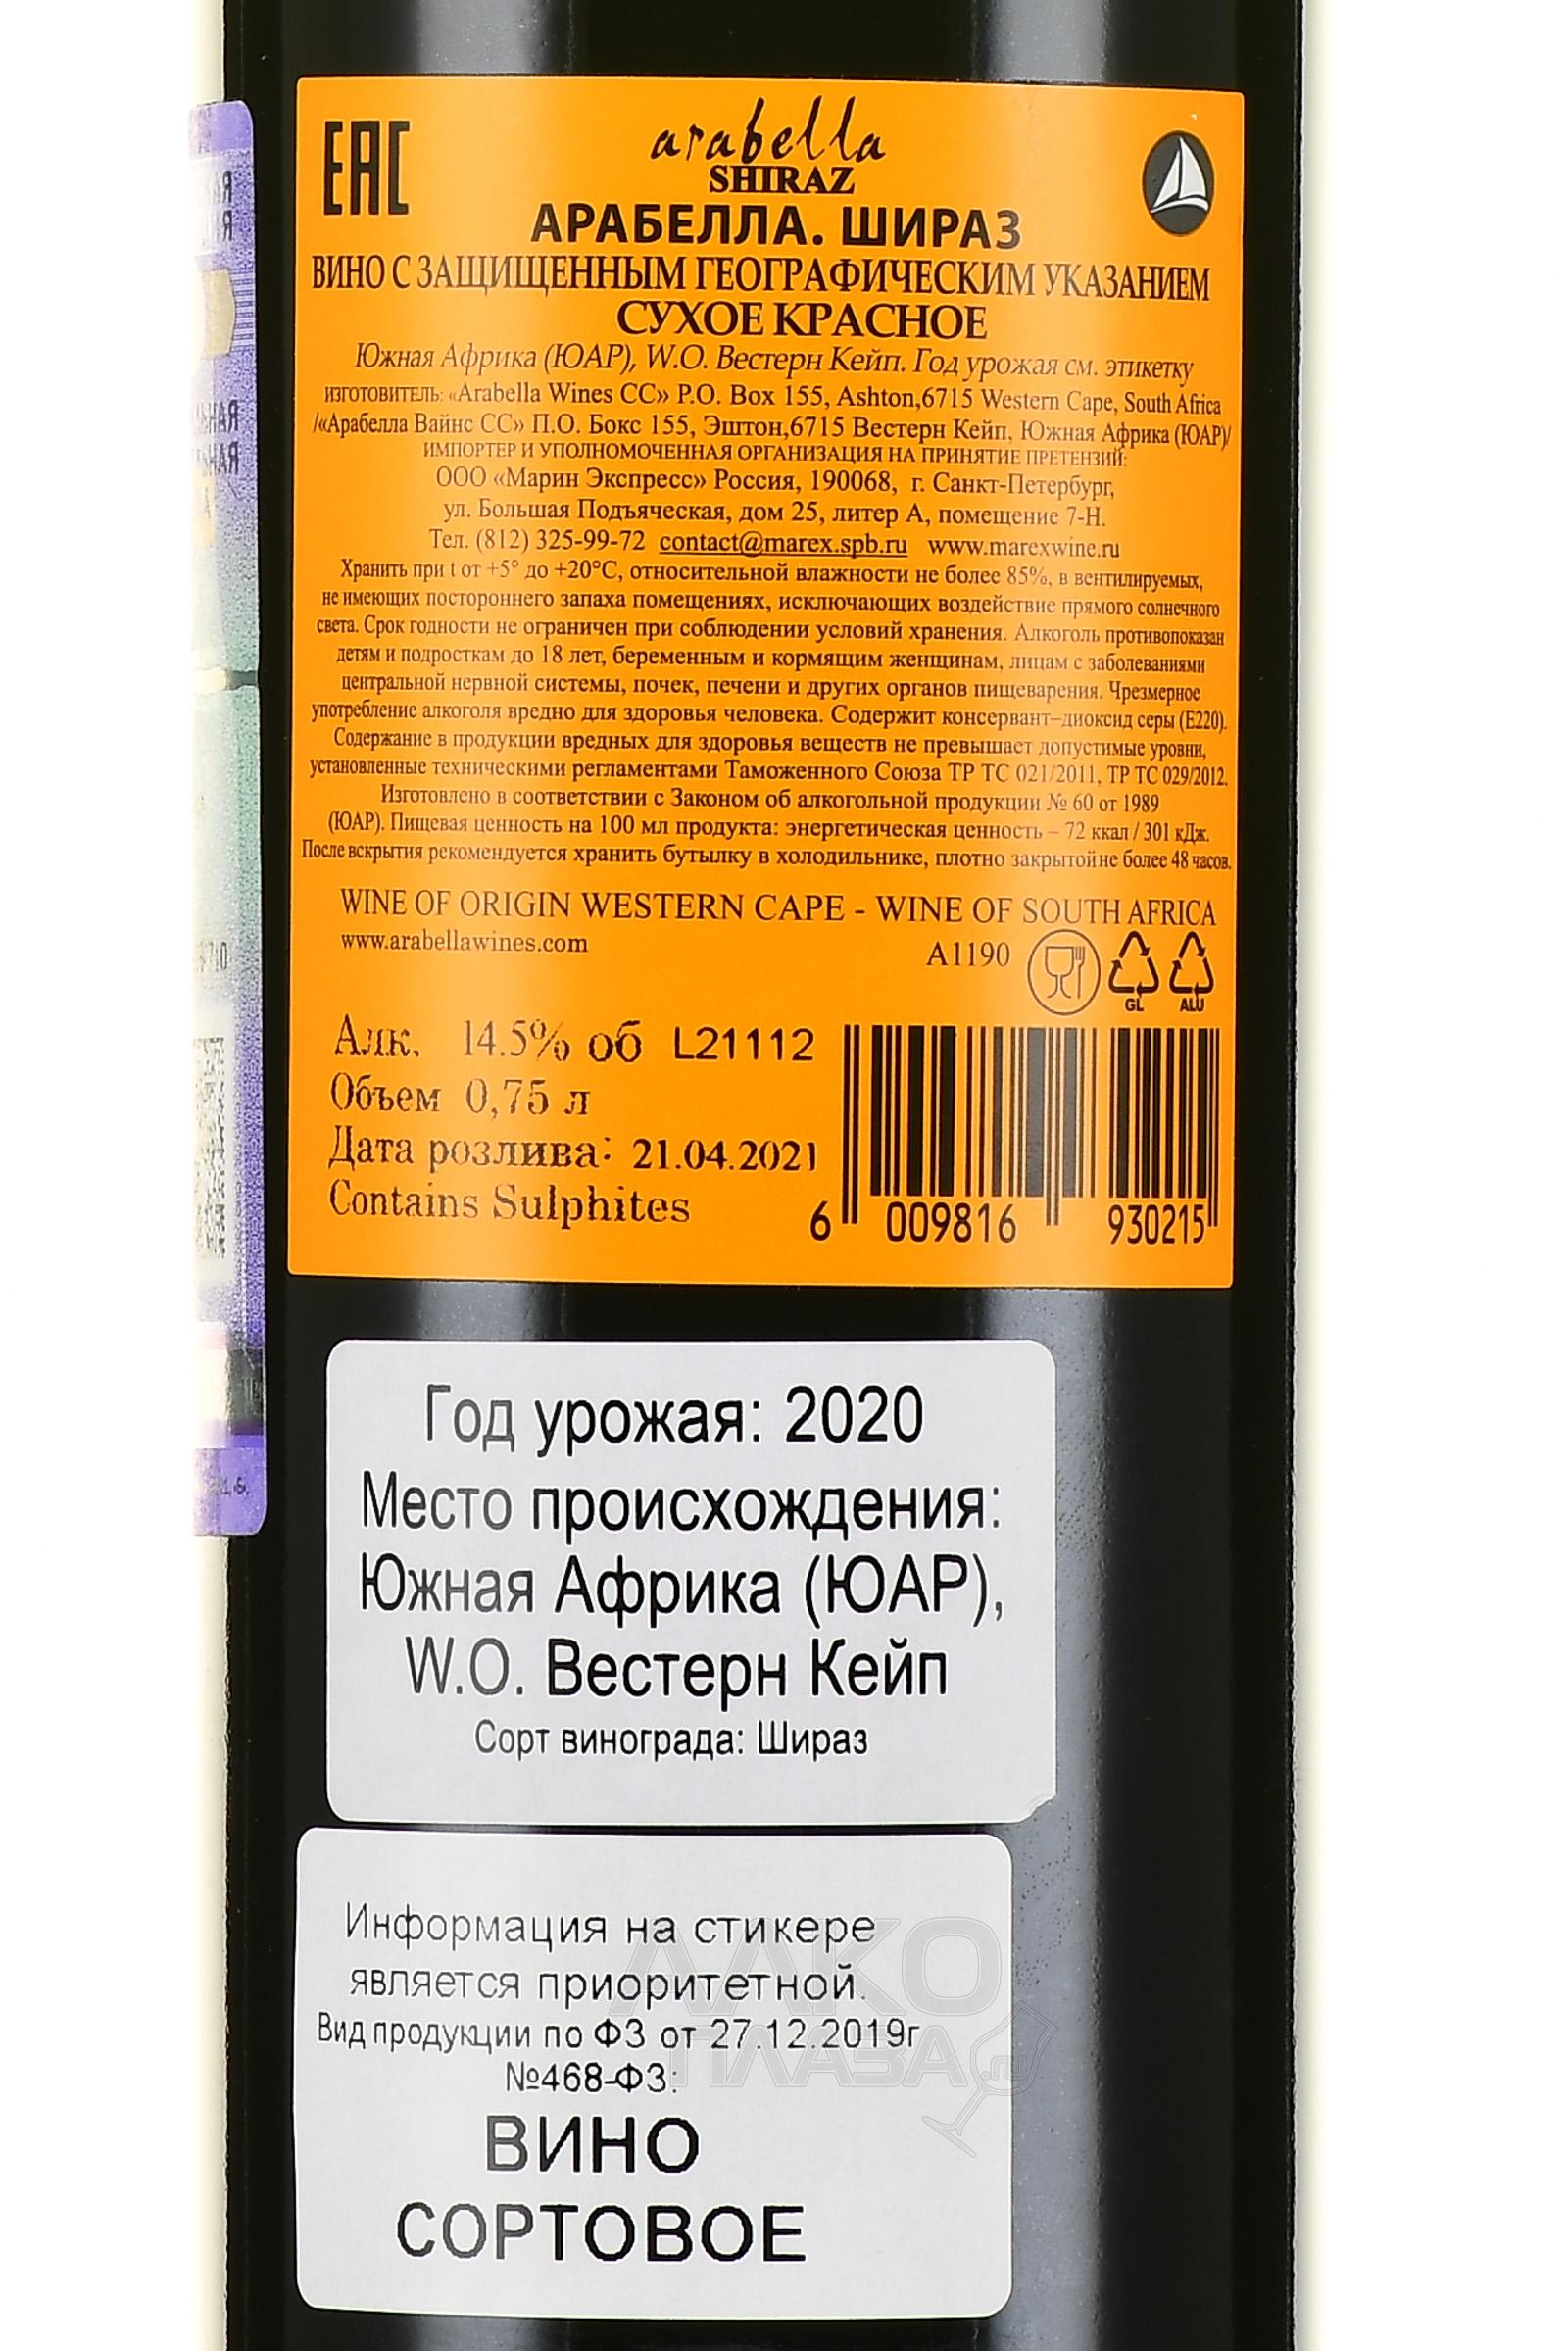 EAC
arabella
SHIRAZ
АРАБЕЛЛА. ШИРАЗ
ВИНО С ЗАЩИЩЕННЫМ ГЕОГРАФИЧЕСКИМ УКАЗАНИЕМ
СУХОЕ КРАСНОЕ
Южная Африка (ЮАР), W.O. Вестерн Кейп. Год урожая см. этикетку
ИЗГОТОВИТЕЛЬ: «Arabella Wines CC» P.O. Box 155, Ashton,6715 Western Cape, South Africa
/«Арабелла Вайнс СС» П.О. Бокс 155, Эштон,6715 Вестерн Кейп, Южная Африка (ЮАР)/
ИМПОРТЕР И УПОЛНОМОЧЕННАЯ ОРГАНИЗАЦИЯ НА ПРИНЯТИЕ ПРЕТЕНЗИЙ:
ООО «Марин Экспресс» Россия, 190068, г. Санкт-Петербург,
ул. Большая Подъяческая, дом 25, литер А, помещение 7-Н.
Тел. (812) 325-99-72 contact@marex.spb.ru www.marexwine.ru
Хранить при t от +5° до +20°С, относительной влажности не более 85%, в вентилируемых,
не имеющих постороннего запаха помещениях, исключающих воздействие прямого солнечного
света. Срок годности не ограничен при соблюдении условий хранения. Алкоголь противопоказан
детям и подросткам до 18 лет, беременным и кормящим женщинам, лицам с заболеваниями
центральной нервной системы, почек, печени и других органов пищеварения. Чрезмерное
употребление алкоголя вредно для здоровья человека. Содержит консервант–диоксид серы (Е220).
Содержание в продукции вредных для здоровья веществ не превышает допустимые уровни,
установленные техническими регламентами Таможенного Союза ТР ТС 021/2011, ТР ТС 029/2012.
Изготовлено в соответствии с Законом об алкогольной продукции № 60 от 1989
(ЮАР). Пищевая ценность на 100 мл продукта: энергетическая ценность – 72 ккал / 301 кДж.
После вскрытия рекомендуется хранить бутылку в холодильнике, плотно закрытой не более 48 часов.
WINE OF ORIGIN WESTERN CAPE - WINE OF SOUTH AFRICA
www.arabellawines.com
A1190
GL ALU
Алк. 14.5% об L21112
Объем 0,75 л
Дата розлива: 21.04.2021
Contains Sulphites
6 009816 930215
Год урожая: 2020
Место происхождения:
Южная Африка (ЮАР),
W.O. Вестерн Кейп
Сорт винограда: Шираз
Информация на стикере
является приоритетной.
Вид продукции по ФЗ от 27.12.2019г
№468-ФЗ:
ВИНО
СОРТОВОЕ
АЛКО
ПЛАЗА.ru